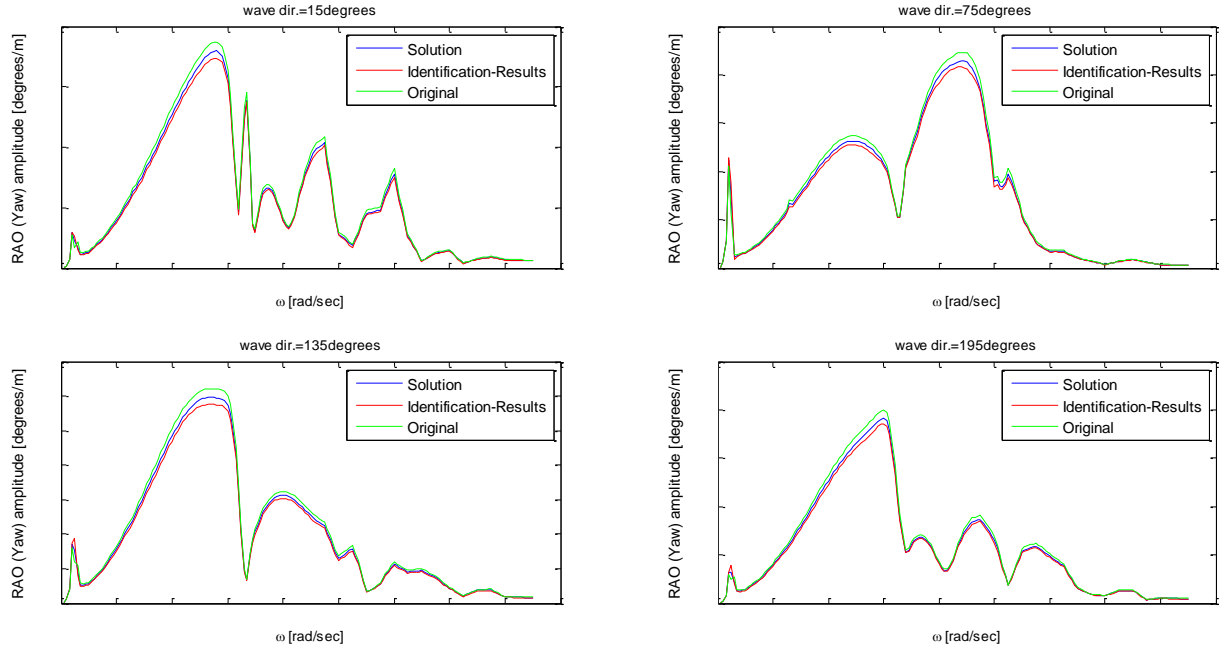 wave dir.=15degrees
RAO (Yaw) amplitude [degrees/m]
Solution
Identification-Results
Original
ω [rad/sec]
wave dir.=75degrees
RAO (Yaw) amplitude [degrees/m]
Solution
Identification-Results
Original
ω [rad/sec]
wave dir.=135degrees
RAO (Yaw) amplitude [degrees/m]
Solution
Identification-Results
Original
ω [rad/sec]
wave dir.=195degrees
RAO (Yaw) amplitude [degrees/m]
Solution
Identification-Results
Original
ω [rad/sec]